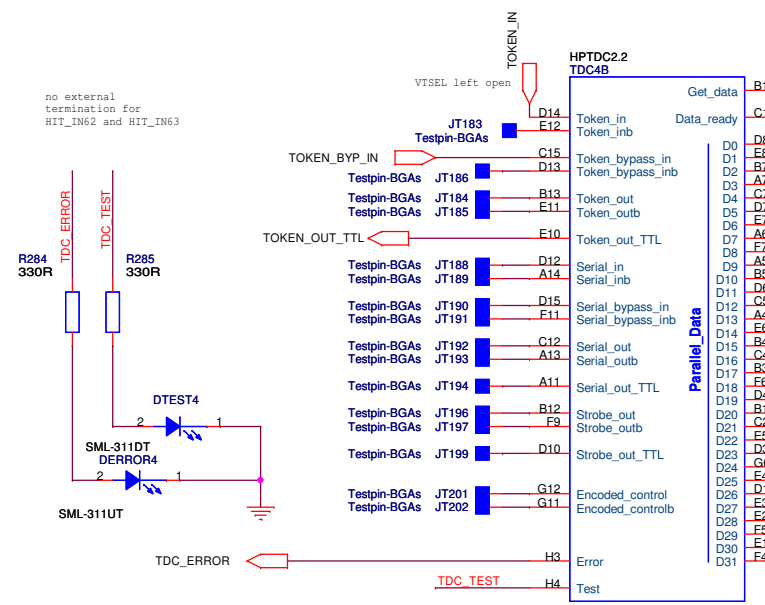 TOKEN_IN
HPTDC2.2
TDC4B
VTSEL left open
no external
termination for
HIT_IN62 and HIT_IN63
TDC_ERROR
TDC_TEST
R284
330R
R285
330R
DTEST4
2 1
SML-311DT
DERROR4
2 1
SML-311UT
Get_data
D14 Token_in Data_ready
JT183 E12 Token_inb
Testpin-BGAs
TOKEN_BYP_IN C15 Token_bypass_in
Testpin-BGAs JT186 D13 Token_bypass_inb
Testpin-BGAs JT184 B13 Token_out
Testpin-BGAs JT185 E11 Token_outb
TOKEN_OUT_TTL E10 Token_out_TTL
Testpin-BGAs JT188 D12 Serial_in
Testpin-BGAs JT189 A14 Serial_inb
Testpin-BGAs JT190 D15 Serial_bypass_in
Testpin-BGAs JT191 F11 Serial_bypass_inb
Testpin-BGAs JT192 C12 Serial_out
Testpin-BGAs JT193 A13 Serial_outb
Testpin-BGAs JT194 A11 Serial_out_TTL
Testpin-BGAs JT196 B12 Strobe_out
Testpin-BGAs JT197 F9 Strobe_outb
Testpin-BGAs JT199 D10 Strobe_out_TTL
Testpin-BGAs JT201 G12 Encoded_control
Testpin-BGAs JT202 G11 Encoded_controlb
TDC_ERROR H3 Error
TDC_TEST H4 Test
Parallel_Data
D0
D1
D2
D3
D4
D5
D6
D7
D8
D9
D10
D11
D12
D13
D14
D15
D16
D17
D18
D19
D20
D21
D22
D23
D24
D25
D26
D27
D28
D29
D30
D31